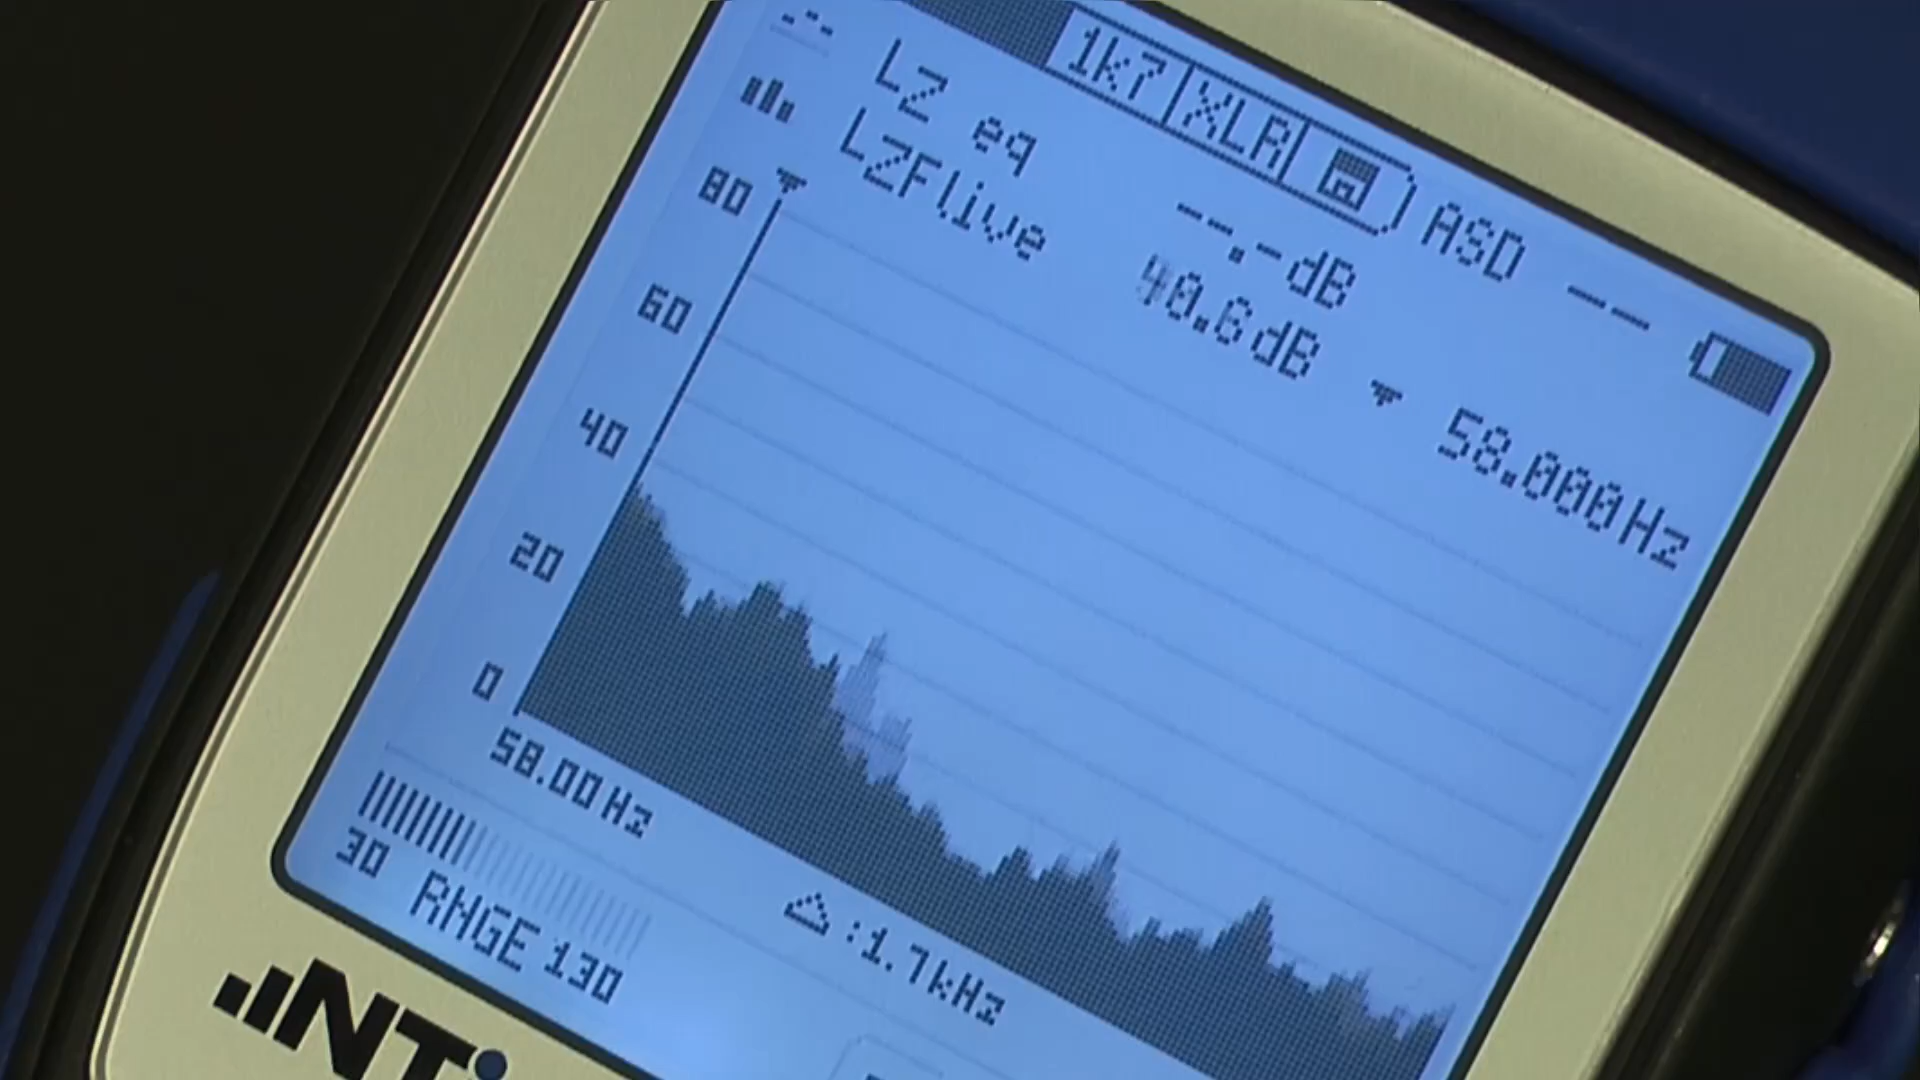 1k7 XLR ASD --
LZ eq --.-dB
LZFlive 40.6dB 58.000Hz
80
60
40
20
0
58.00Hz △:1.7kHz
30 RNGE 130
NTi